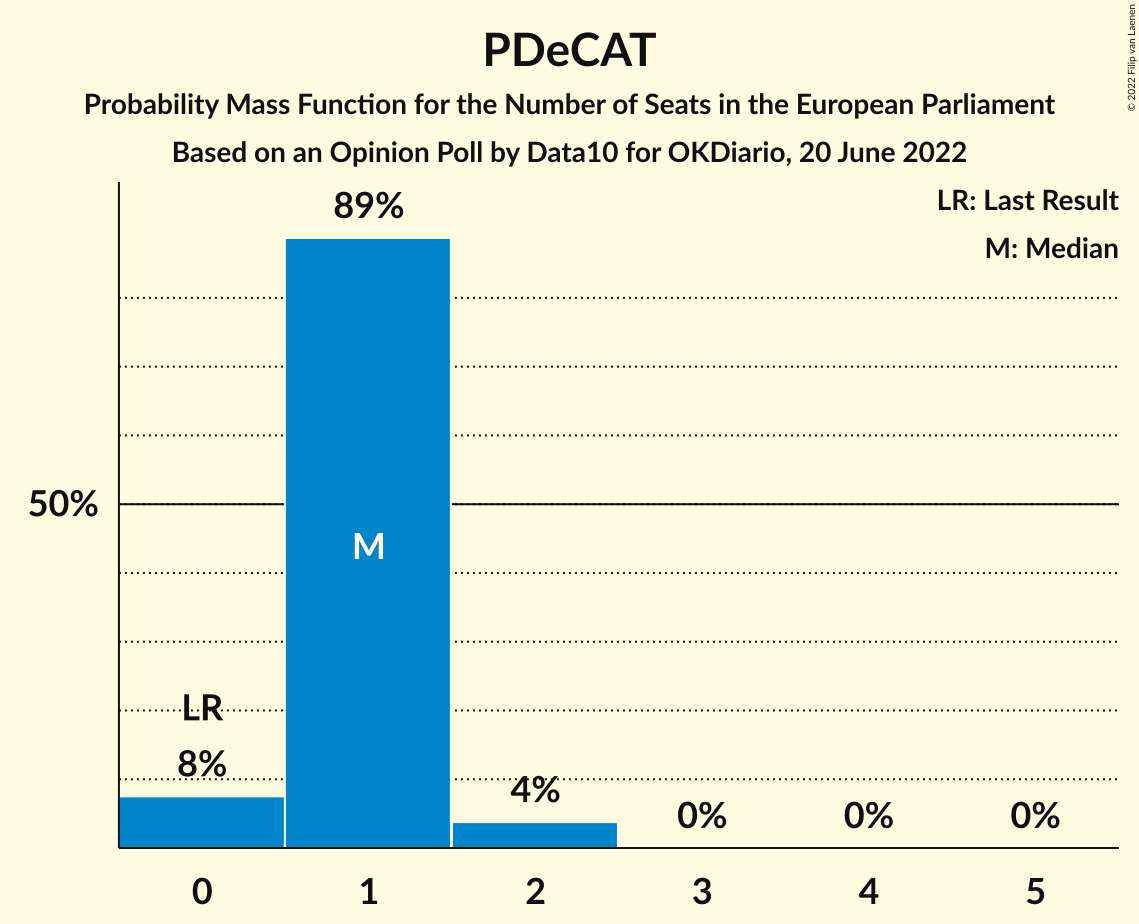 PDeCAT
Probability Mass Function for the Number of Seats in the European Parliament
Based on an Opinion Poll by Data10 for OKDiario, 20 June 2022
© 2022 Filip van Laenen
LR: Last Result
M: Median
89%
50%
M
LR
8%
4%
0%
0%
0%
0
1
2
3
4
5